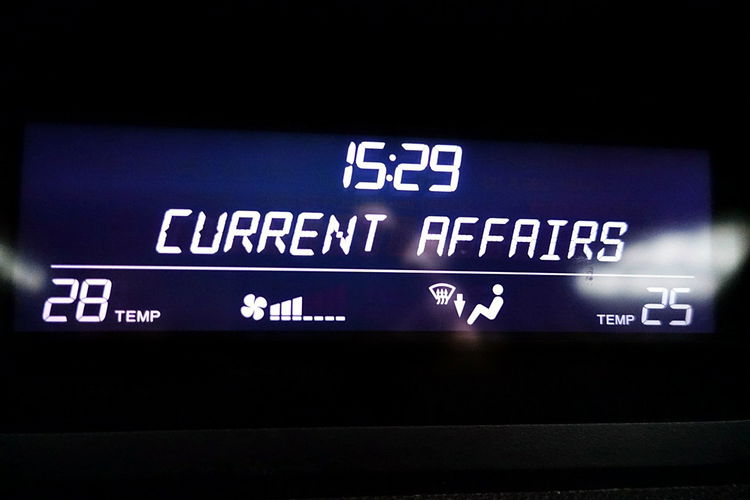 15:29
CURRENT AFFAIRS
28 TEMP TEMP 25